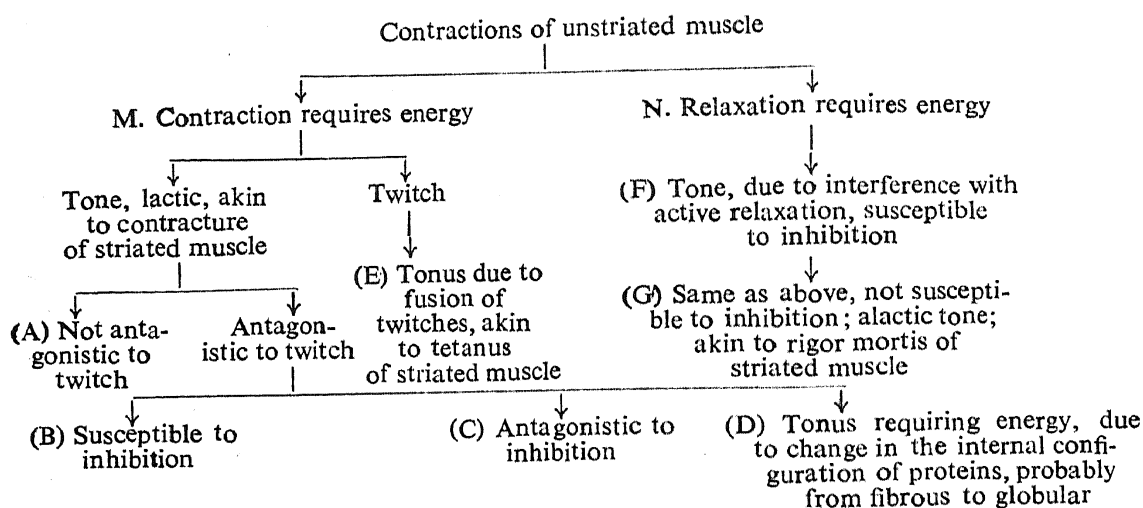 Contractions of unstriated muscle
M. Contraction requires energy
N. Relaxation requires energy
Tone, lactic, akin
to contracture
of striated muscle
Twitch
(F) Tone, due to interference with
active relaxation, susceptible
to inhibition
(E) Tonus due to
fusion of
twitches, akin
to tetanus
of striated muscle
(G) Same as above, not suscepti-
ble to inhibition; alactic tone;
akin to rigor mortis of
striated muscle
(A) Not anta-
gonistic to
twitch
Antagon-
istic to twitch
(B) Susceptible to
inhibition
(C) Antagonistic to
inhibition
(D) Tonus requiring energy, due
to change in the internal confi-
guration of proteins, probably
from fibrous to globular